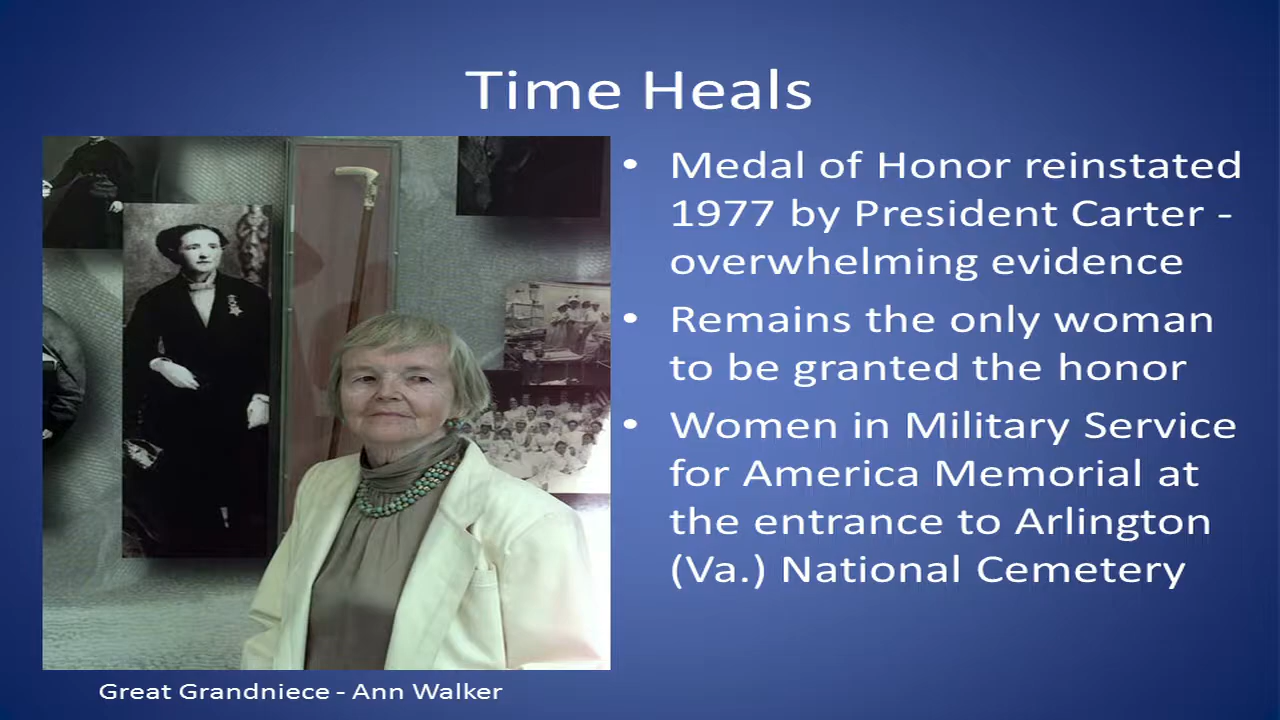 Time Heals
• Medal of Honor reinstated
1977 by President Carter -
overwhelming evidence
• Remains the only woman
to be granted the honor
• Women in Military Service
for America Memorial at
the entrance to Arlington
(Va.) National Cemetery
Great Grandniece - Ann Walker